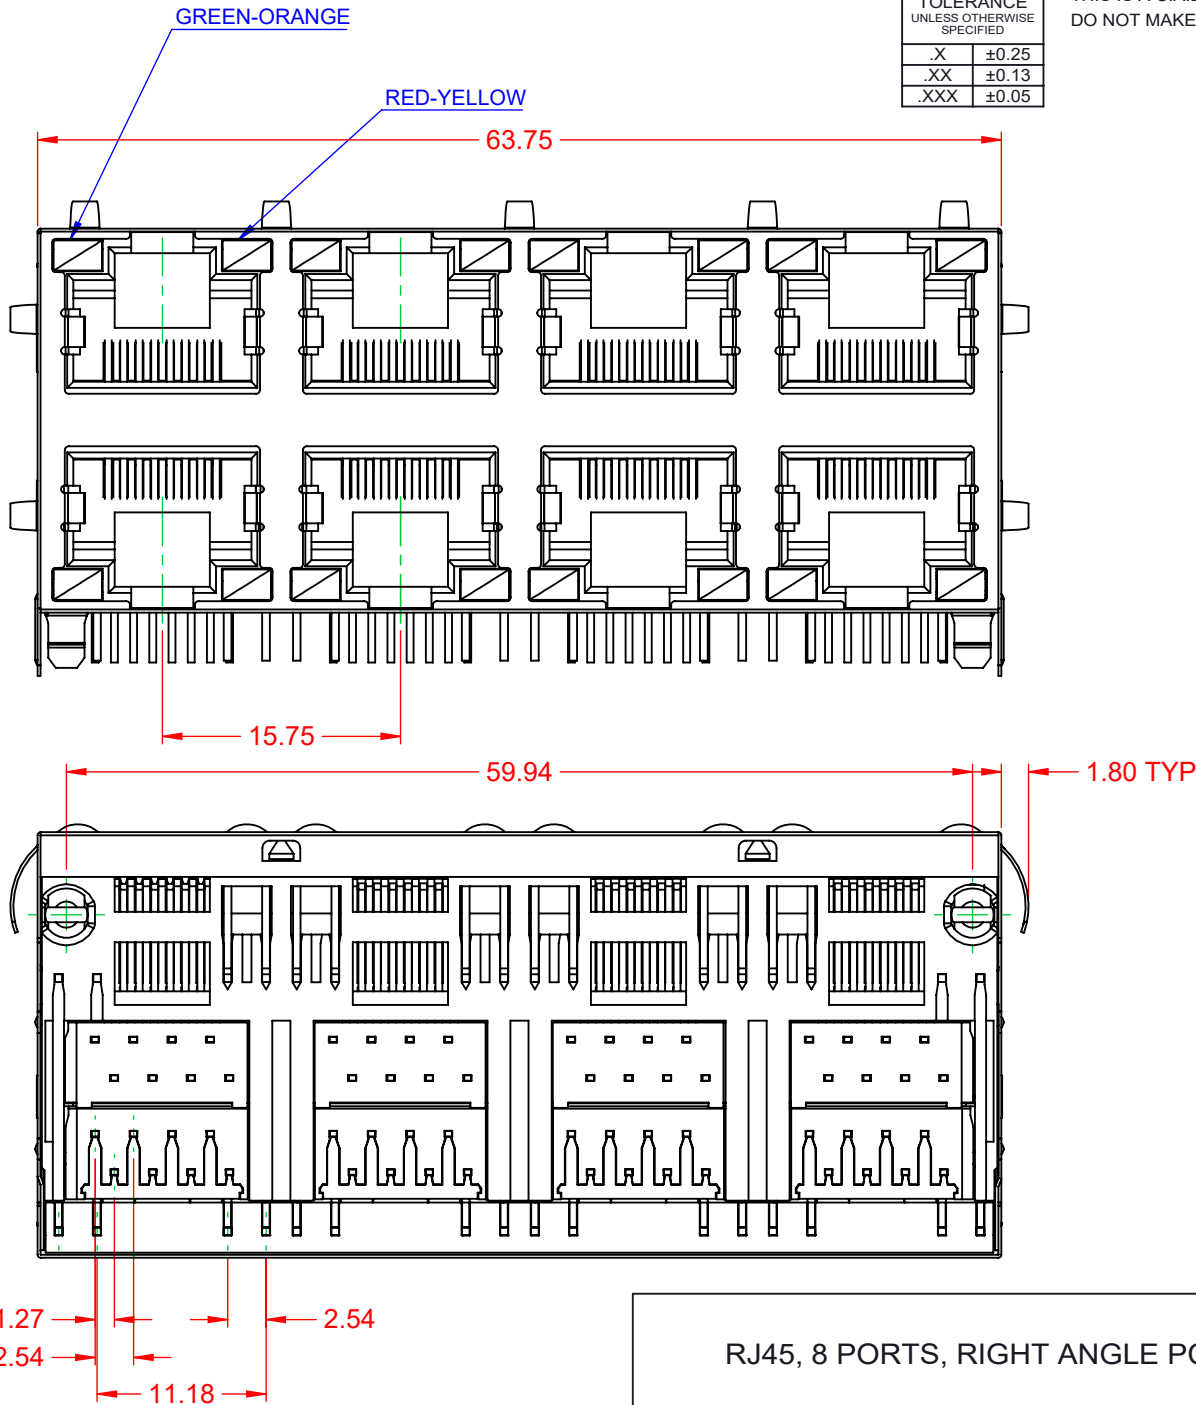 GREEN-ORANGE
TOLERANCE
UNLESS OTHERWISE
SPECIFIED
.X ±0.25
.XX ±0.13
.XXX ±0.05
DO NOT MAKE
RED-YELLOW
63.75
15.75
59.94
1.80 TYP
1.27
2.54
2.54
11.18
RJ45, 8 PORTS, RIGHT ANGLE